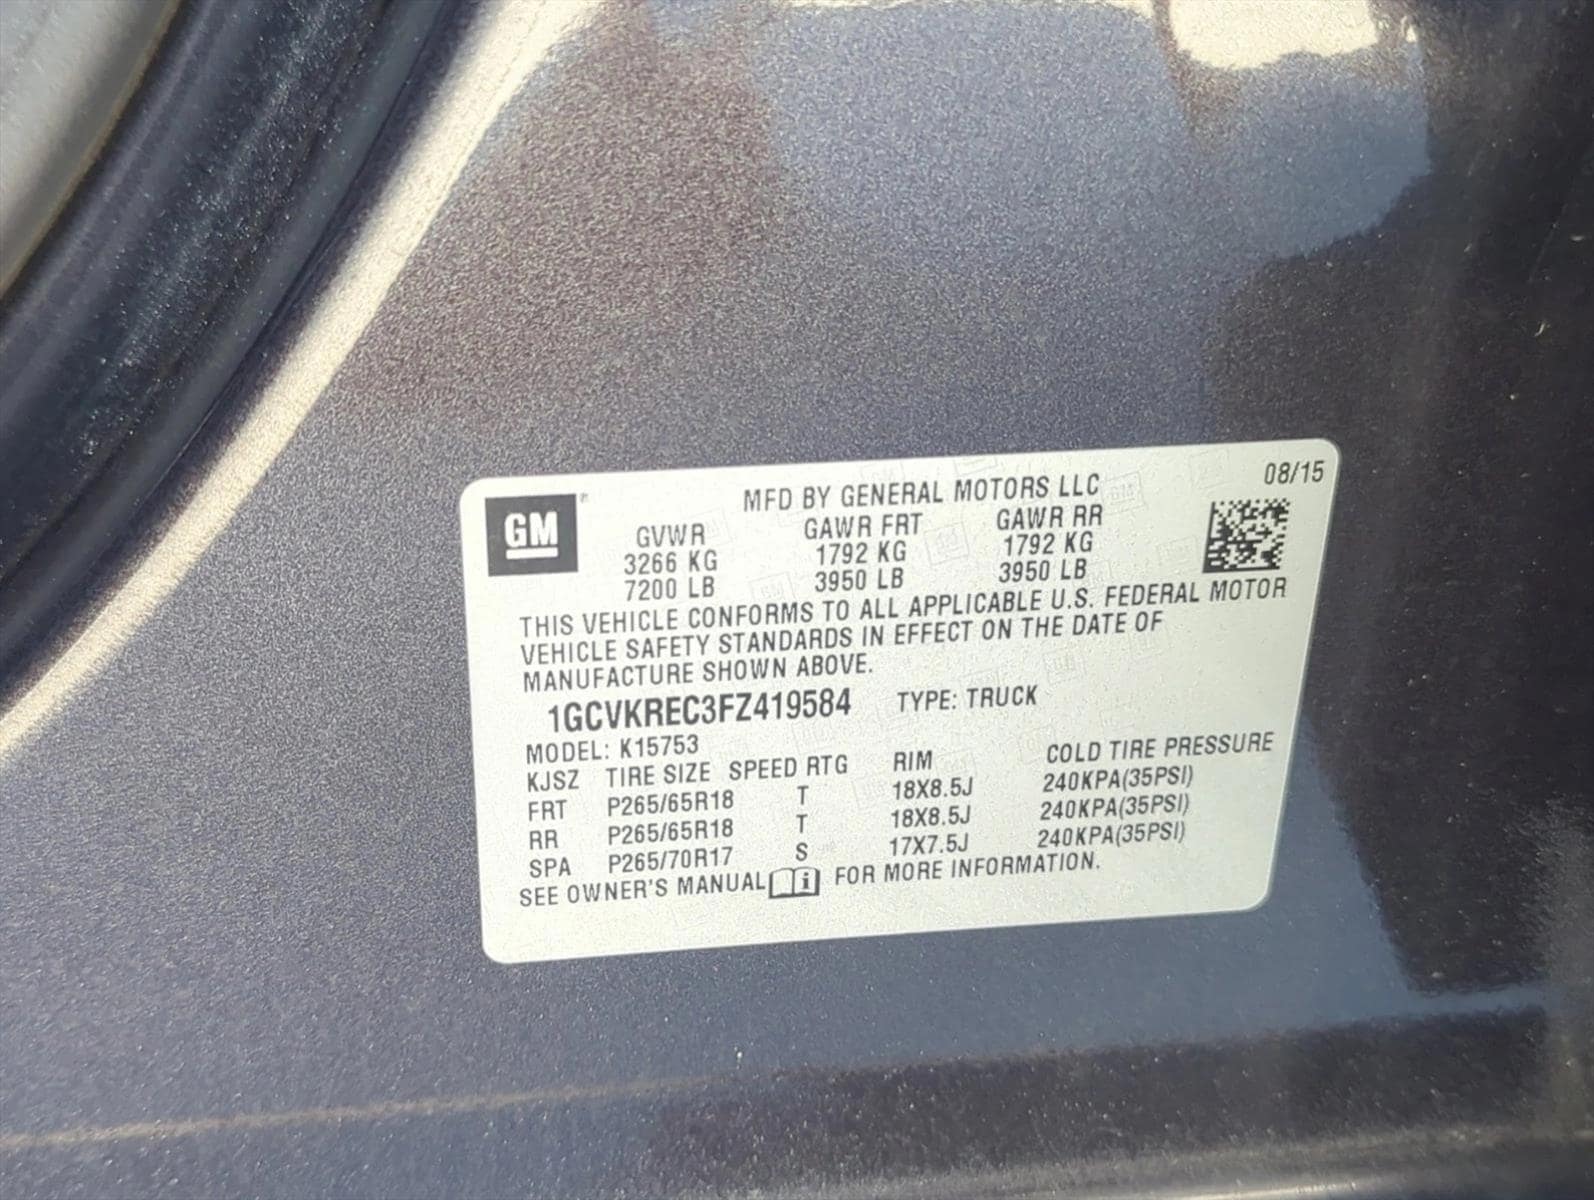 MFD BY GENERAL MOTORS LLC 08/15
GM
GVWR GAWR FRT GAWR RR
3266 KG 1792 KG 1792 KG
7200 LB 3950 LB 3950 LB
THIS VEHICLE CONFORMS TO ALL APPLICABLE U.S. FEDERAL MOTOR
VEHICLE SAFETY STANDARDS IN EFFECT ON THE DATE OF
MANUFACTURE SHOWN ABOVE.
1GCVKREC3FZ419584 TYPE: TRUCK
MODEL: K15753
KJSZ TIRE SIZE SPEED RTG RIM COLD TIRE PRESSURE
FRT P265/65R18 T 18X8.5J 240KPA(35PSI)
RR P265/65R18 T 18X8.5J 240KPA(35PSI)
SPA P265/70R17 S 17X7.5J 240KPA(35PSI)
SEE OWNER'S MANUAL FOR MORE INFORMATION.